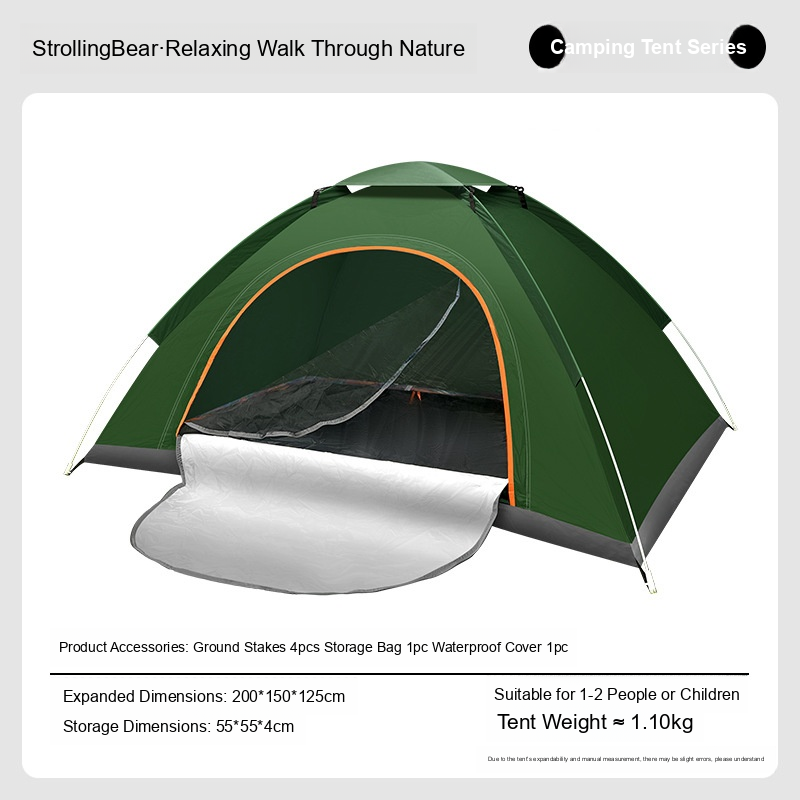 StrollingBear·Relaxing Walk Through Nature
Camping Tent Series
Product Accessories: Ground Stakes 4pcs Storage Bag 1pc Waterproof Cover 1pc
Expanded Dimensions: 200*150*125cm
Suitable for 1-2 People or Children
Storage Dimensions: 55*55*4cm
Tent Weight ≈ 1.10kg
Due to the tent's expandability and manual measurement, there may be slight errors, please understand